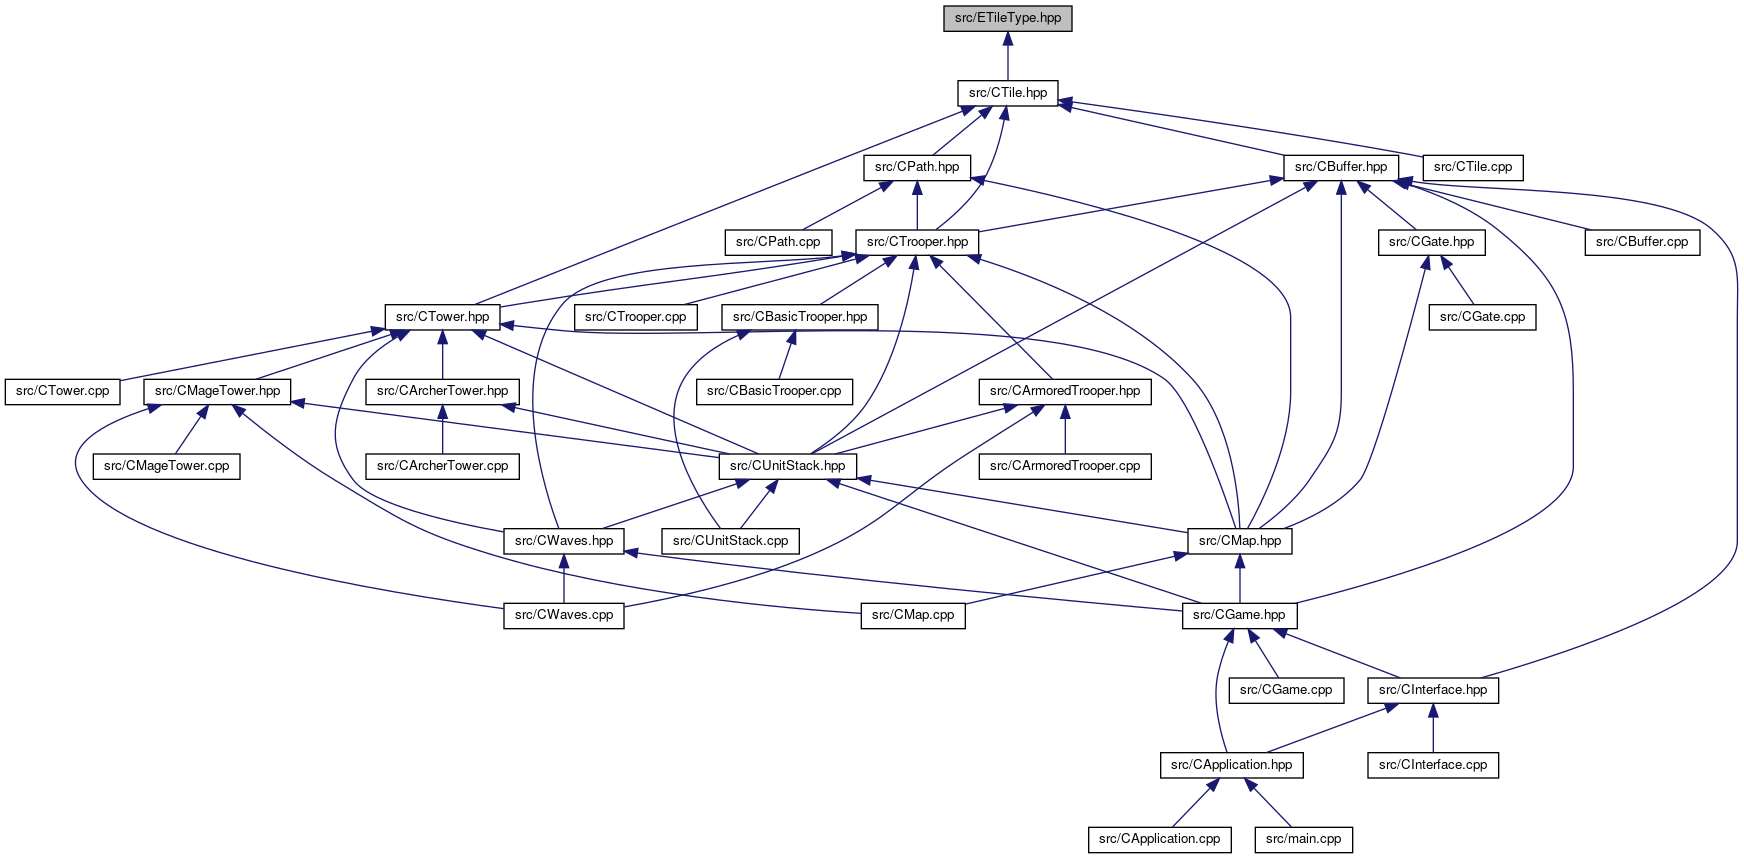 src/ETileType.hpp
src/CTile.hpp
src/CPath.hpp
src/CBuffer.hpp
src/CTile.cpp
src/CPath.cpp
src/CTrooper.hpp
src/CGate.hpp
src/CBuffer.cpp
src/CTower.hpp
src/CTrooper.cpp
src/CBasicTrooper.hpp
src/CGate.cpp
src/CTower.cpp
src/CMageTower.hpp
src/CArcherTower.hpp
src/CBasicTrooper.cpp
src/CArmoredTrooper.hpp
src/CMageTower.cpp
src/CArcherTower.cpp
src/CUnitStack.hpp
src/CArmoredTrooper.cpp
src/CWaves.hpp
src/CUnitStack.cpp
src/CMap.hpp
src/CWaves.cpp
src/CMap.cpp
src/CGame.hpp
src/CGame.cpp
src/CInterface.hpp
src/CApplication.hpp
src/CInterface.cpp
src/CApplication.cpp
src/main.cpp